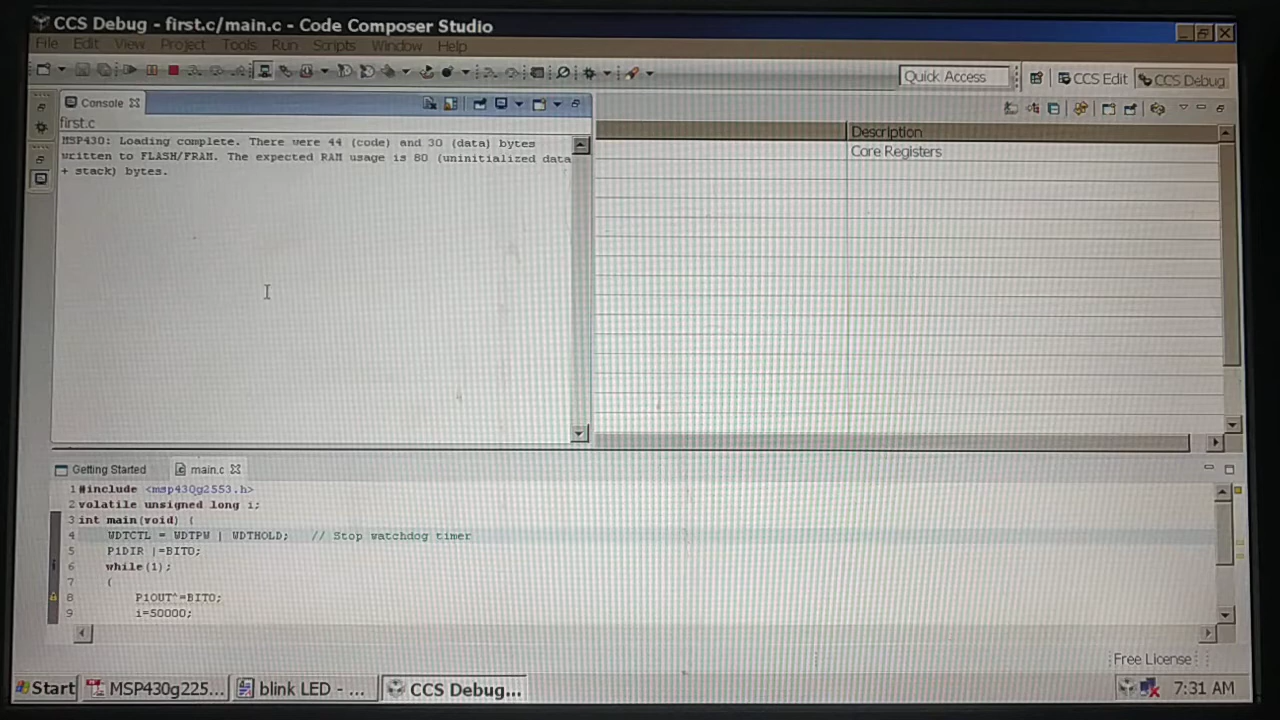 CCS Debug - first.c/main.c - Code Composer Studio
File Edit View Project Tools Run Scripts Window Help
Quick Access CCS Edit CCS Debug
Console
first.c
MSP430: Loading complete. There were 44 (code) and 30 (data) bytes
written to FLASH/FRAM. The expected RAM usage is 80 (uninitialized data
+ stack) bytes.
Description
Core Registers
Getting Started main.c
1 #include <msp430g2553.h>
2 volatile unsigned long i;
3 int main(void) {
4 WDTCTL = WDTPW | WDTHOLD; // Stop watchdog timer
5 P1DIR |=BIT0;
6 while(1);
7 {
8 P1OUT^=BIT0;
9 i=50000;
Free License
Start MSP430g225... blink LED - ... CCS Debug... 7:31 AM